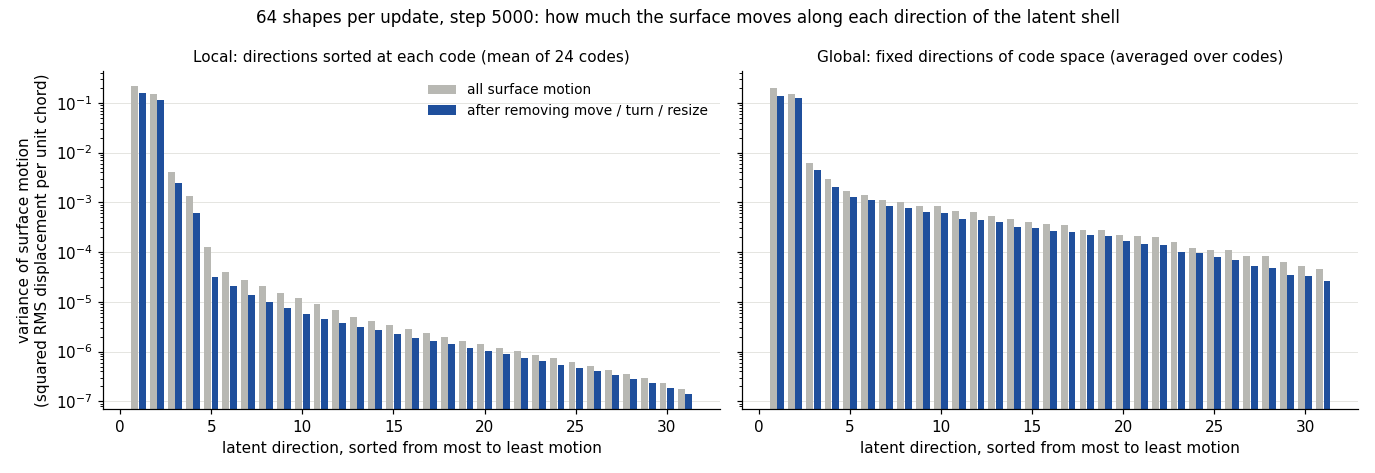 64 shapes per update, step 5000: how much the surface moves along each direction of the latent shell
Local: directions sorted at each code (mean of 24 codes)
Global: fixed directions of code space (averaged over codes)
variance of surface motion
(squared RMS displacement per unit chord)
10⁻¹
10⁻²
10⁻³
10⁻⁴
10⁻⁵
10⁻⁶
10⁻⁷
all surface motion
after removing move / turn / resize
0 5 10 15 20 25 30
0 5 10 15 20 25 30
latent direction, sorted from most to least motion
latent direction, sorted from most to least motion